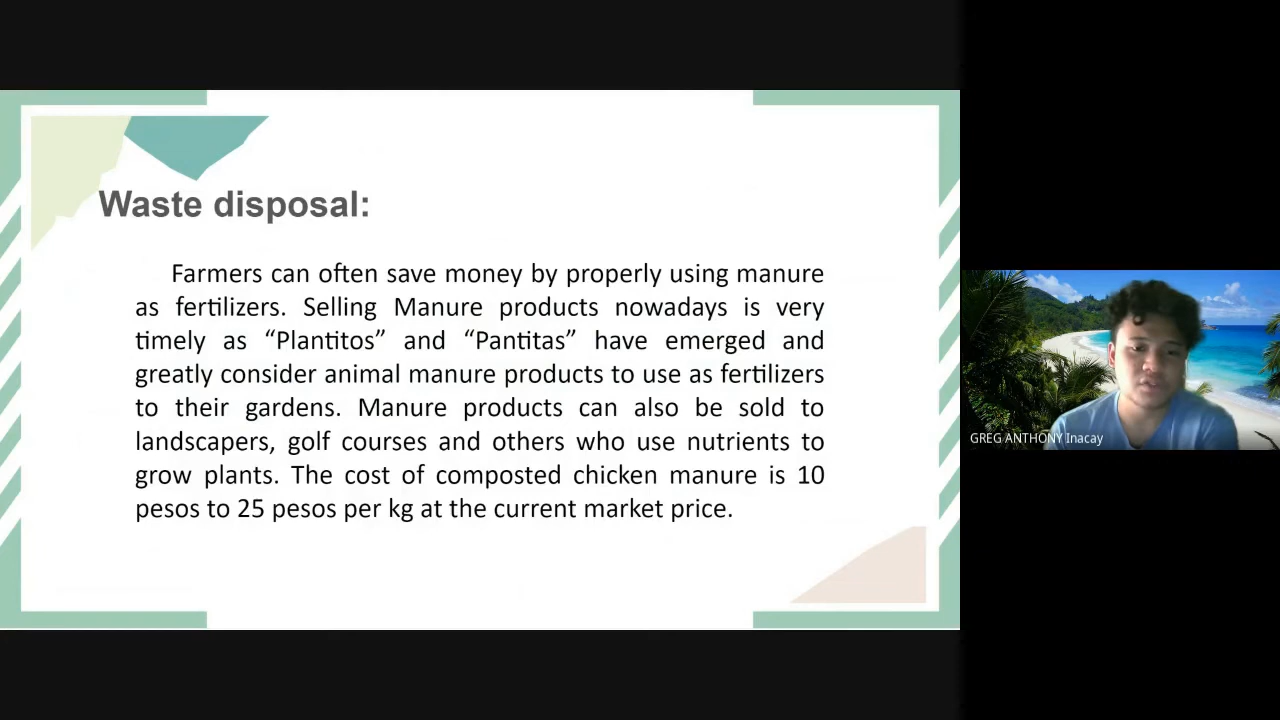 Waste disposal:
Farmers can often save money by properly using manure
as fertilizers. Selling Manure products nowadays is very
timely as “Plantitos” and “Pantitas” have emerged and
greatly consider animal manure products to use as fertilizers
to their gardens. Manure products can also be sold to
landscapers, golf courses and others who use nutrients to
grow plants. The cost of composted chicken manure is 10
pesos to 25 pesos per kg at the current market price.
GREG ANTHONY Inacay